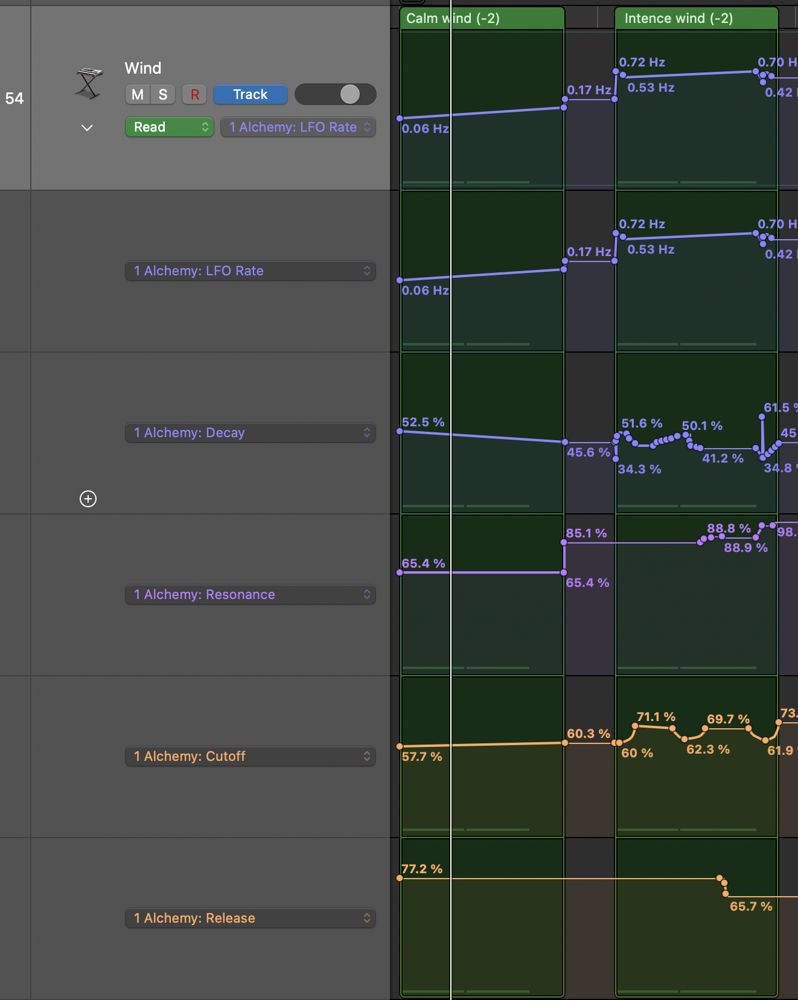 Calm wind (-2)
Intence wind (-2)
54
Wind
M S R Track
Read
1 Alchemy: LFO Rate
0.06 Hz
0.17 Hz
0.72 Hz
0.53 Hz
0.70 H
0.42
1 Alchemy: LFO Rate
0.06 Hz
0.17 Hz
0.72 Hz
0.53 Hz
0.70 H
0.42
1 Alchemy: Decay
52.5 %
45.6 %
51.6 %
34.3 %
50.1 %
41.2 %
61.5 %
34.8
45
1 Alchemy: Resonance
65.4 %
85.1 %
65.4 %
88.8 %
88.9 %
98.
1 Alchemy: Cutoff
57.7 %
60.3 %
60 %
71.1 %
62.3 %
69.7 %
61.9
73.
1 Alchemy: Release
77.2 %
65.7 %